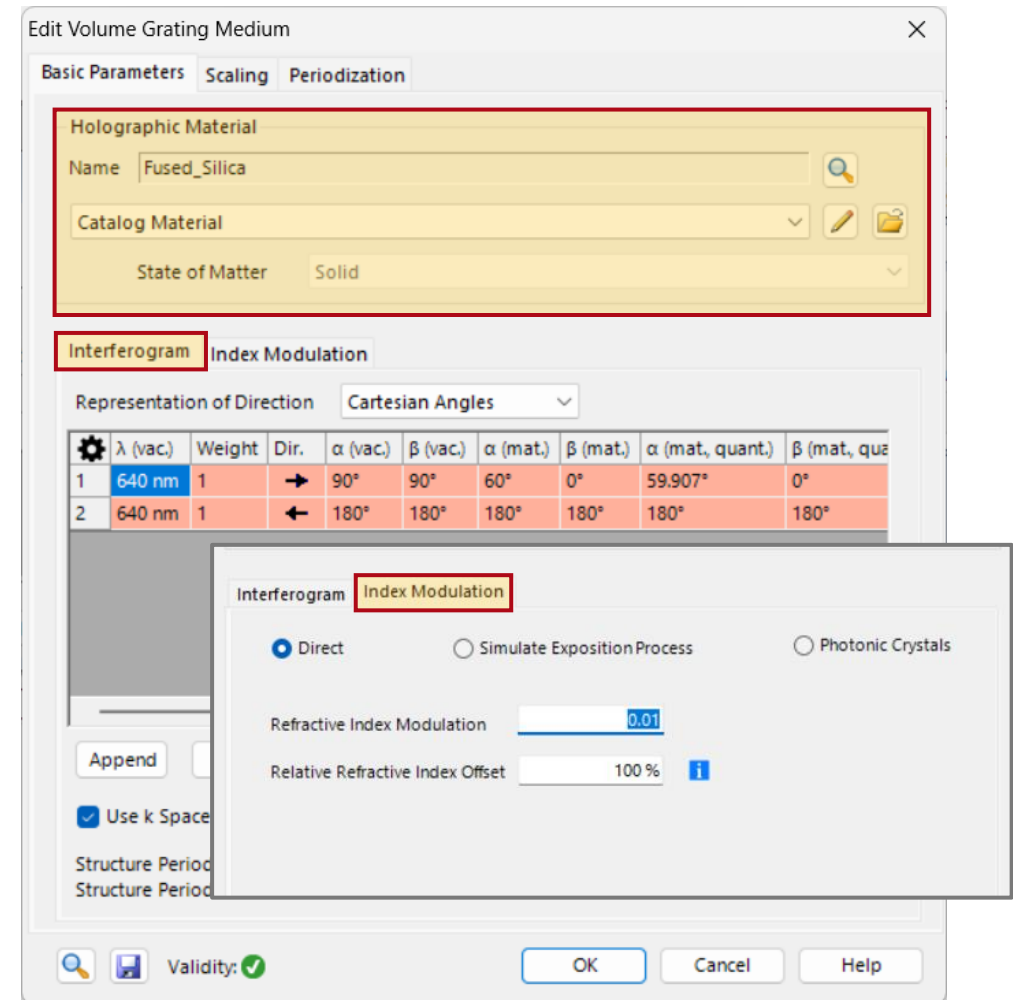 Edit Volume Grating Medium
Basic Parameters Scaling Periodization
Holographic Material
Name Fused_Silica
Catalog Material
State of Matter Solid
Interferogram Index Modulation
Representation of Direction Cartesian Angles
λ (vac.) Weight Dir. α (vac.) β (vac.) α (mat.) β (mat.) α (mat., quant.) β (mat., qua
1 640 nm 1 90° 90° 60° 0° 59.907° 0°
2 640 nm 1 180° 180° 180° 180° 180° 180°
Interferogram Index Modulation
Direct Simulate Exposition Process Photonic Crystals
Refractive Index Modulation 0.01
Relative Refractive Index Offset 100 % i
Append
Use k Space
Structure Period
Structure Period
Validity: OK Cancel Help